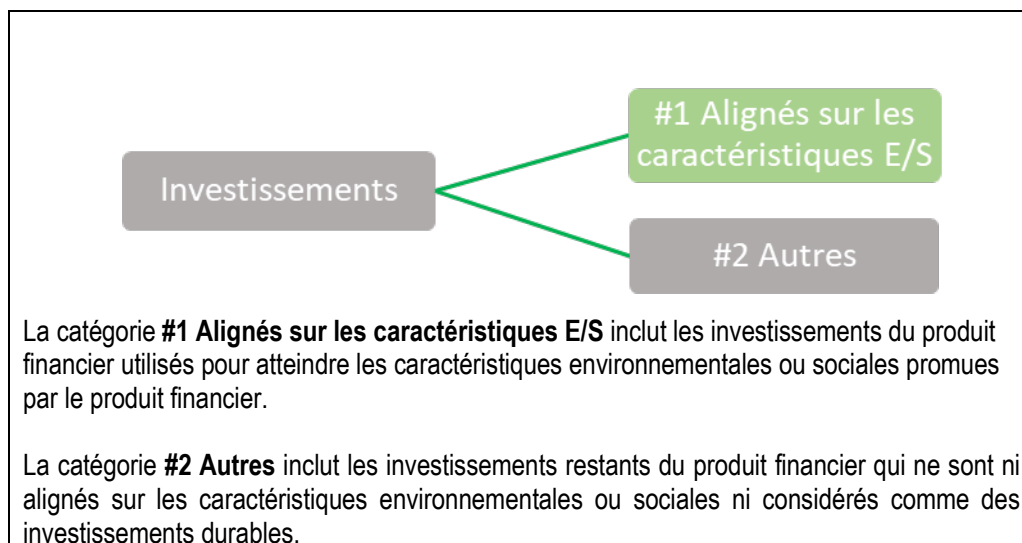 #1 Alignés sur les
caractéristiques E/S
Investissements
#2 Autres
La catégorie #1 Alignés sur les caractéristiques E/S inclut les investissements du produit
financier utilisés pour atteindre les caractéristiques environnementales ou sociales promues
par le produit financier.
La catégorie #2 Autres inclut les investissements restants du produit financier qui ne sont ni
alignés sur les caractéristiques environnementales ou sociales ni considérés comme des
investissements durables.